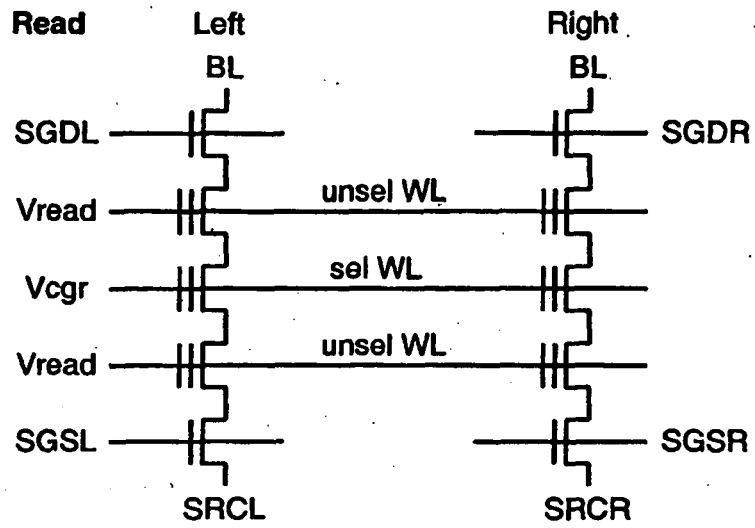 Read Left Right
BL BL
SGDL SGDR
unsel WL
Vread
sel WL
Vcgr
unsel WL
Vread
SGSL SGSR
SRCL SRCR